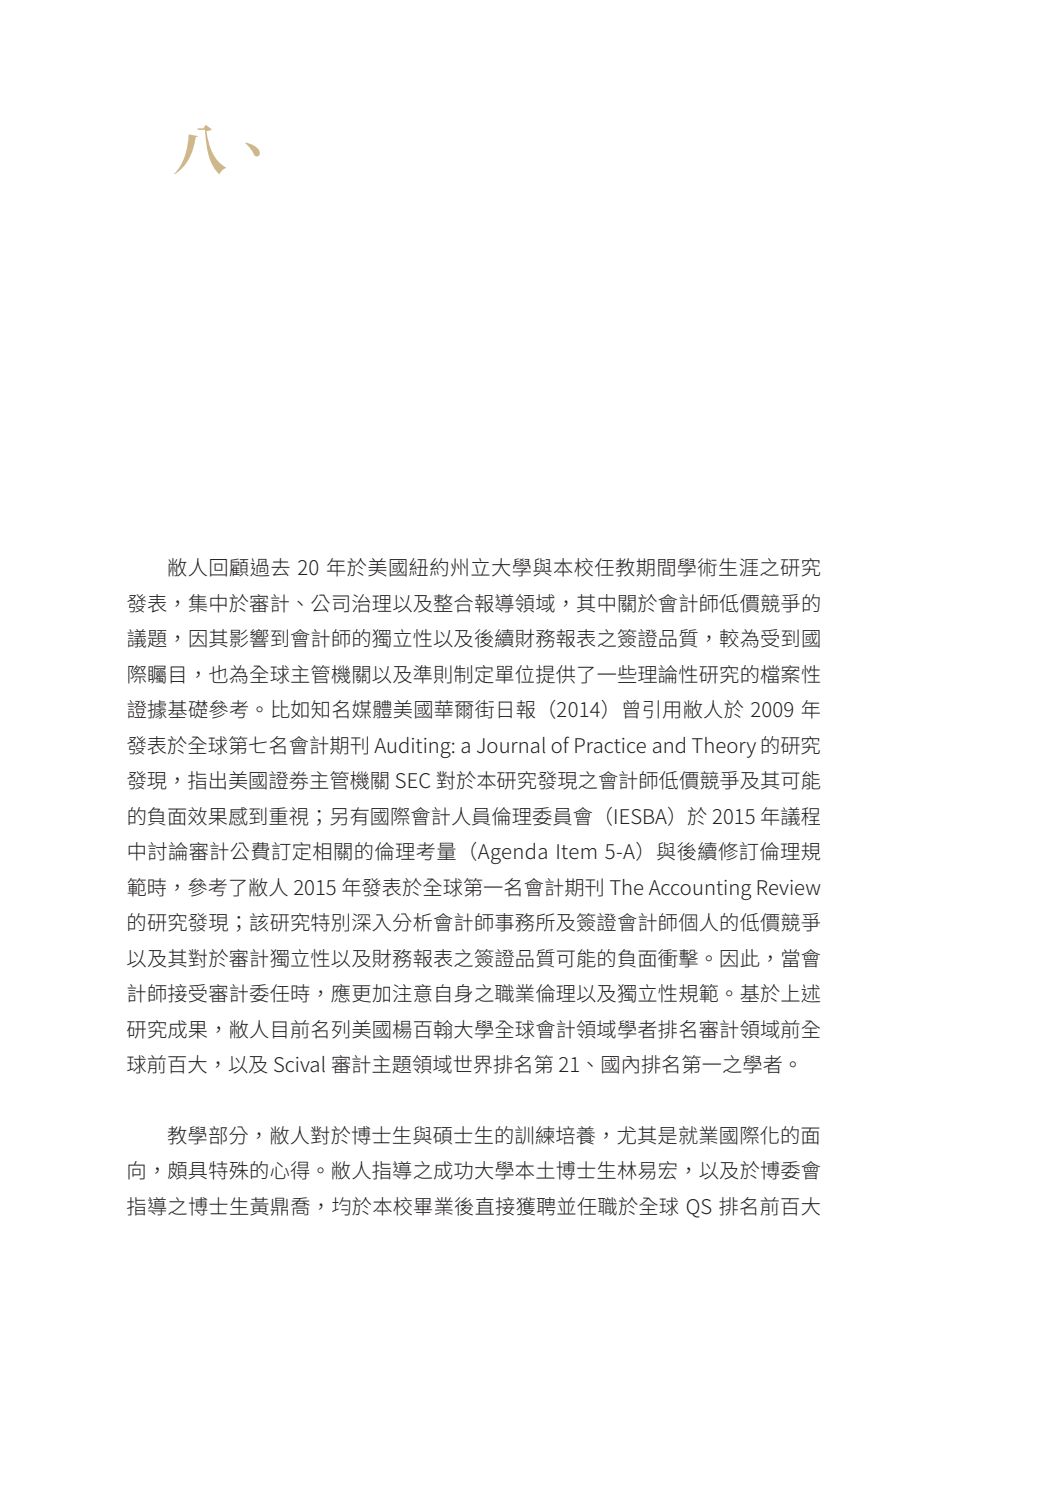 八、
敝人回顧過去 20 年於美國紐約州立大學與本校任教期間學術生涯之研究
發表，集中於審計、公司治理以及整合報導領域，其中關於會計師低價競爭的
議題，因其影響到會計師的獨立性以及後續財務報表之簽證品質，較為受到國
際矚目，也為全球主管機關以及準則制定單位提供了一些理論性研究的檔案性
證據基礎參考。比如知名媒體美國華爾街日報（2014）曾引用敝人於 2009 年
發表於全球第七名會計期刊 Auditing: a Journal of Practice and Theory 的研究
發現，指出美國證券主管機關 SEC 對於本研究發現之會計師低價競爭及其可能
的負面效果感到重視；另有國際會計人員倫理委員會（IESBA）於 2015 年議程
中討論審計公費訂定相關的倫理考量（Agenda Item 5-A）與後續修訂倫理規
範時，參考了敝人 2015 年發表於全球第一名會計期刊 The Accounting Review
的研究發現；該研究特別深入分析會計師事務所及簽證會計師個人的低價競爭
以及其對於審計獨立性以及財務報表之簽證品質可能的負面衝擊。因此，當會
計師接受審計委任時，應更加注意自身之職業倫理以及獨立性規範。基於上述
研究成果，敝人目前名列美國楊百翰大學全球會計領域學者排名審計領域前全
球前百大，以及 Scival 審計主題領域世界排名第 21、國內排名第一之學者。
教學部分，敝人對於博士生與碩士生的訓練培養，尤其是就業國際化的面
向，頗具特殊的心得。敝人指導之成功大學本土博士生林易宏，以及於博委會
指導之博士生黃鼎喬，均於本校畢業後直接獲聘並任職於全球 QS 排名前百大